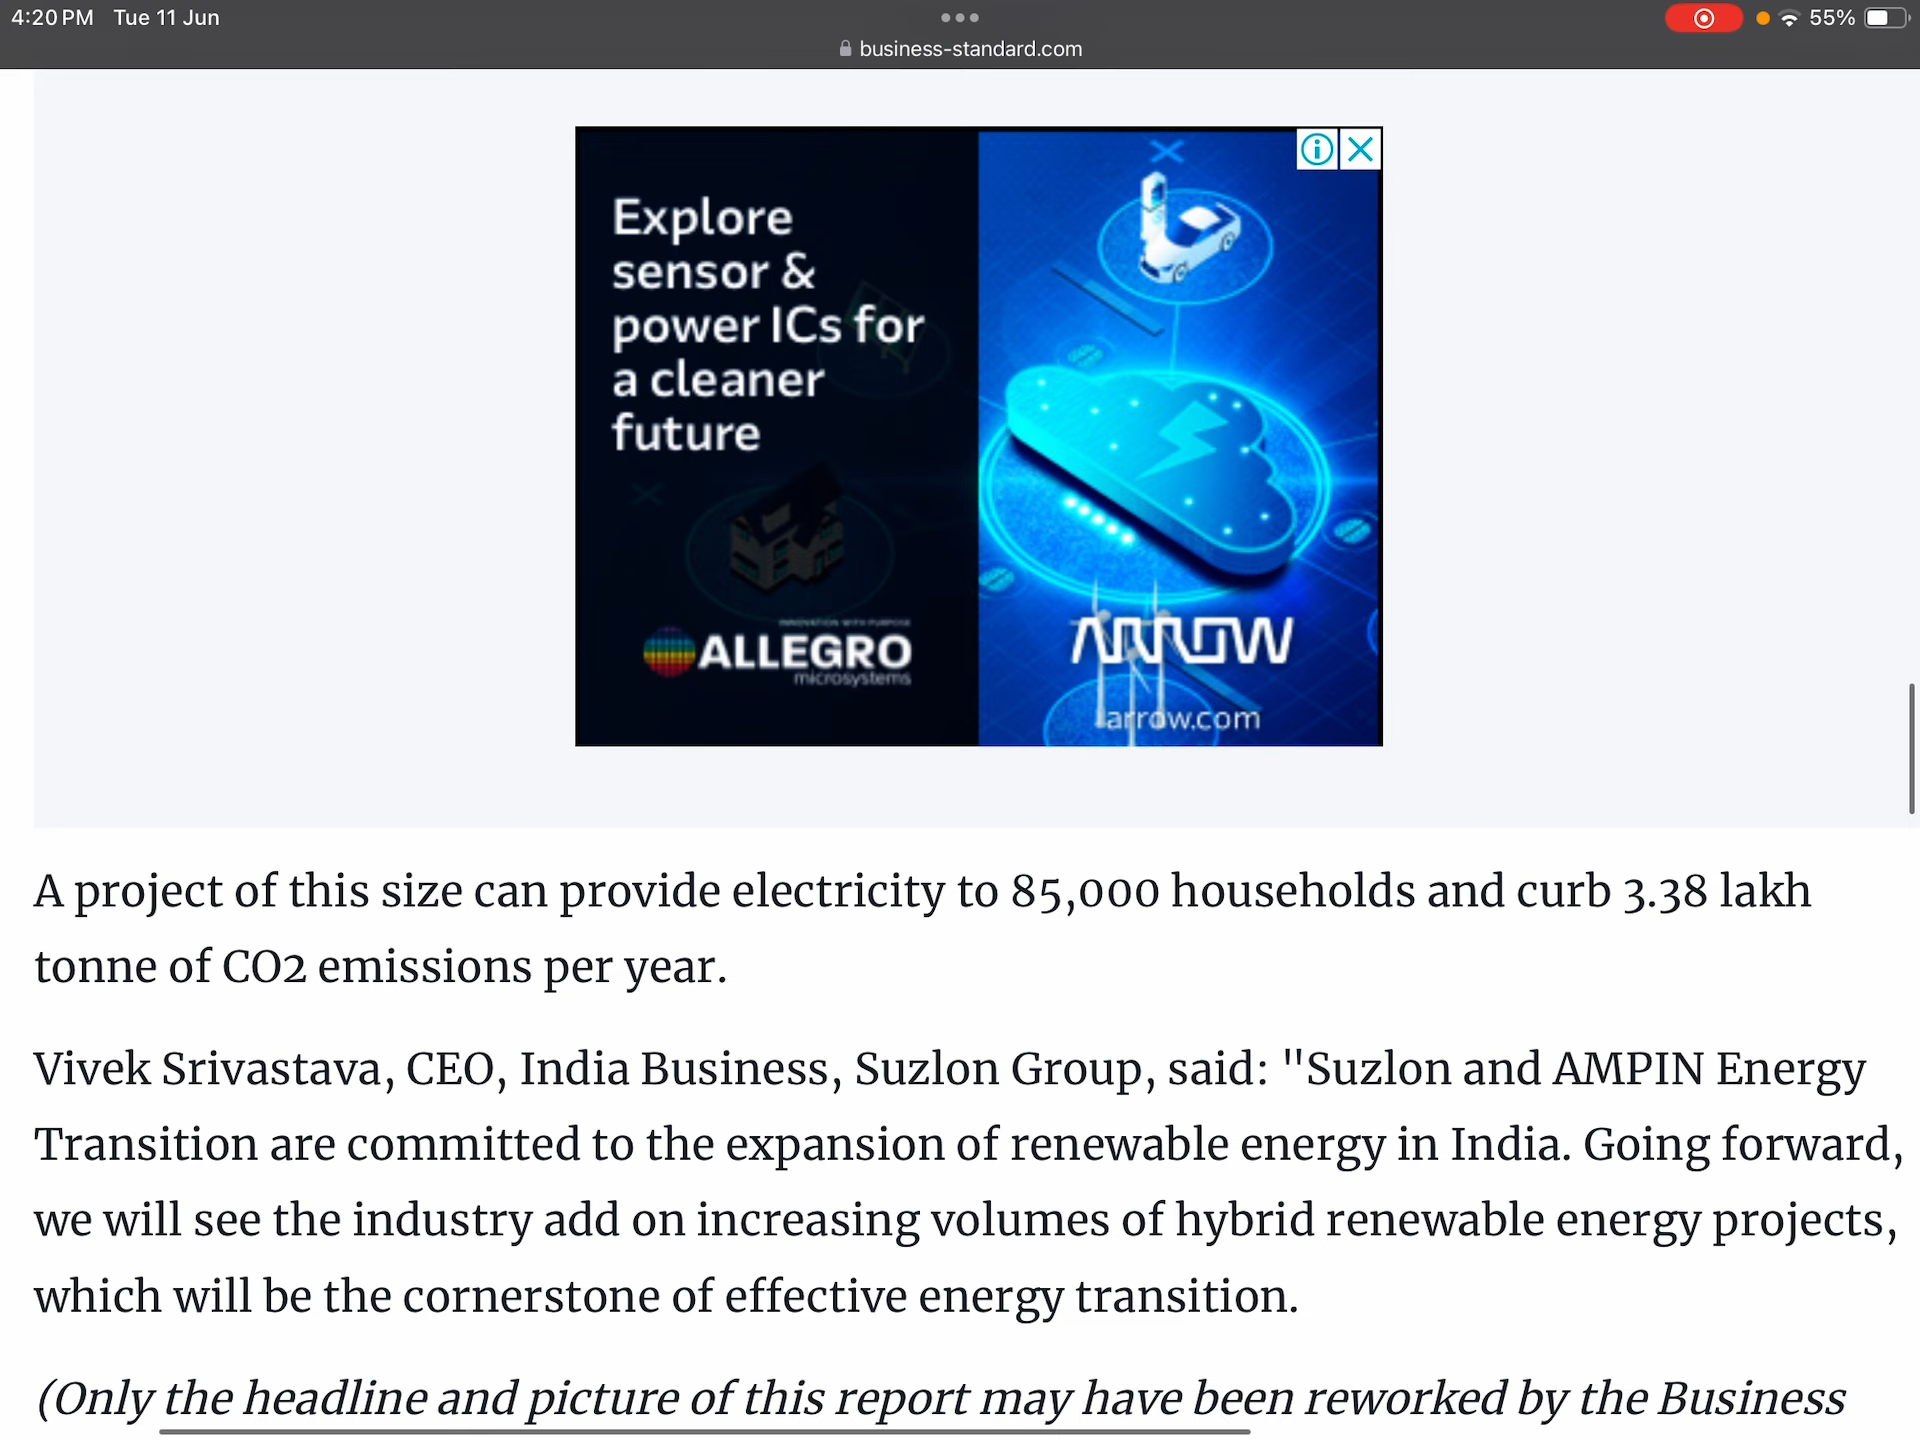 4:20 PM Tue 11 Jun
55%
business-standard.com
Explore
sensor &
power ICs for
a cleaner
future
INNOVATION WITH PURPOSE
ALLEGRO
microsystems
ARROW
arrow.com
A project of this size can provide electricity to 85,000 households and curb 3.38 lakh
tonne of CO2 emissions per year.
Vivek Srivastava, CEO, India Business, Suzlon Group, said: "Suzlon and AMPIN Energy
Transition are committed to the expansion of renewable energy in India. Going forward,
we will see the industry add on increasing volumes of hybrid renewable energy projects,
which will be the cornerstone of effective energy transition.
(Only the headline and picture of this report may have been reworked by the Business